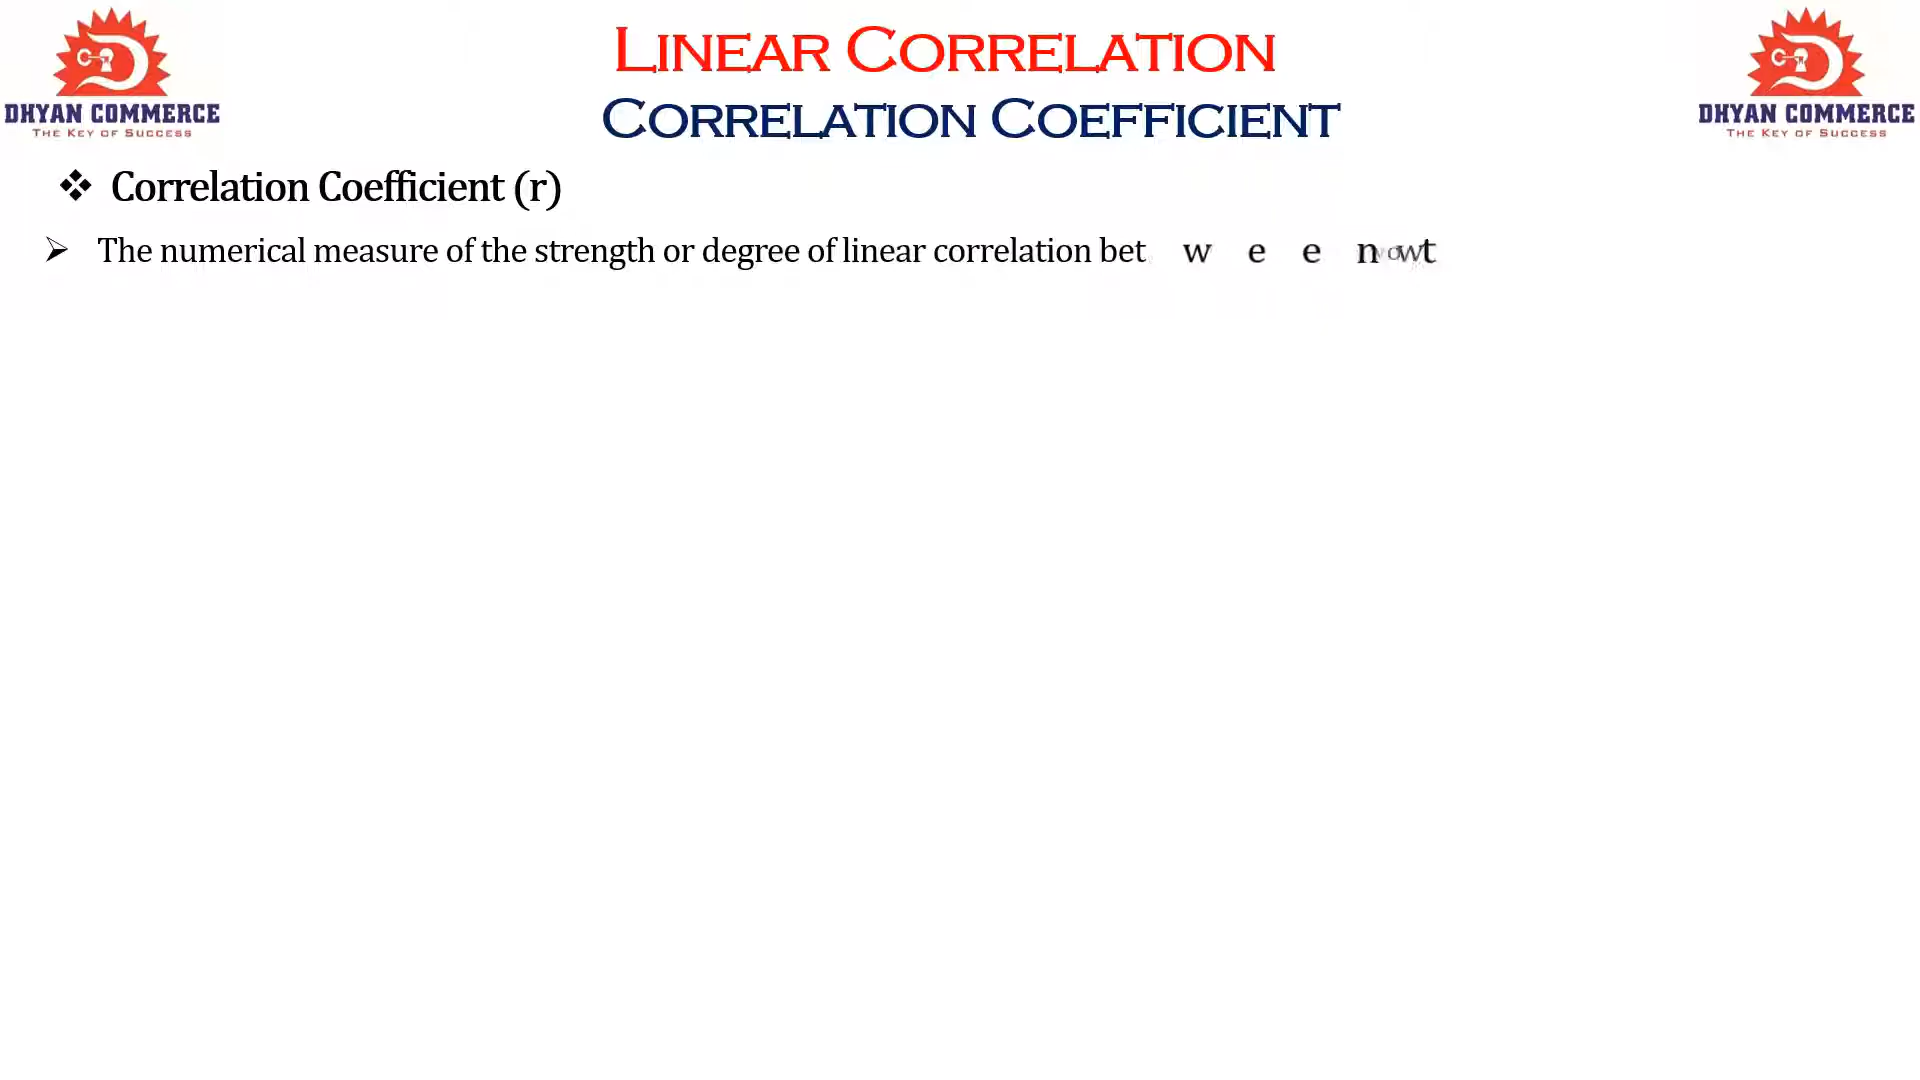 LINEAR CORRELATION
CORRELATION COEFFICIENT
DHYAN COMMERCE
THE KEY OF SUCCESS
DHYAN COMMERCE
THE KEY OF SUCCESS
❖ Correlation Coefficient (r)
➢ The numerical measure of the strength or degree of linear correlation bet w e e n